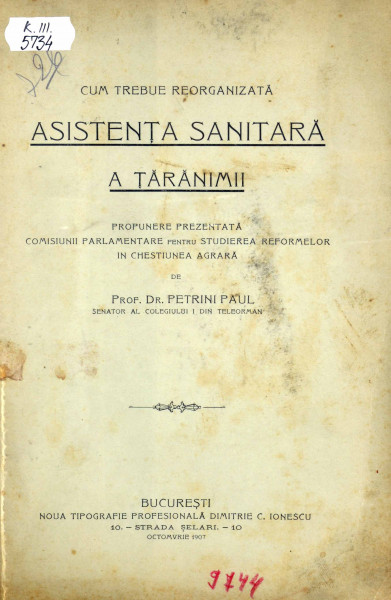 K. III.
5734
CUM TREBUE REORGANIZATĂ
ASISTENȚA SANITARĂ
A ȚĂRĂNIMII
PROPUNERE PREZENTATĂ
COMISIUNII PARLAMENTARE PENTRU STUDIEREA REFORMELOR
IN CHESTIUNEA AGRARĂ
DE
PROF. DR. PETRINI PAUL
SENATOR AL COLEGIULUI I DIN TELEORMAN
BUCUREȘTI
NOUA TIPOGRAFIE PROFESIONALĂ DIMITRIE C. IONESCU
10. – STRADA ȘELARI. – 10
OCTOMVRIE 1907
9744